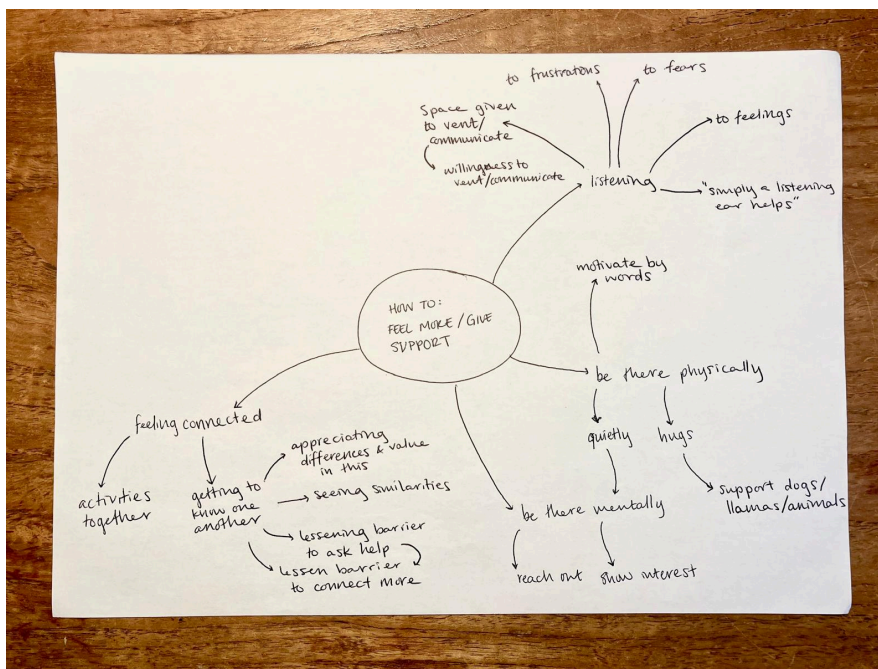 to frustrations
to fears
Space given
to vent/
communicate
to feelings
willingness to
vent/communicate
listening
"simply a listening
ear helps"
motivate by
words
HOW TO:
FEEL MORE / GIVE
SUPPORT
be there physically
feeling connected
quietly
hugs
appreciating
differences & value
in this
activities
together
getting to
know one
another
seeing similarities
support dogs/
llamas/animals
be there mentally
lessening barrier
to ask help
lessen barrier
to connect more
reach out
show interest